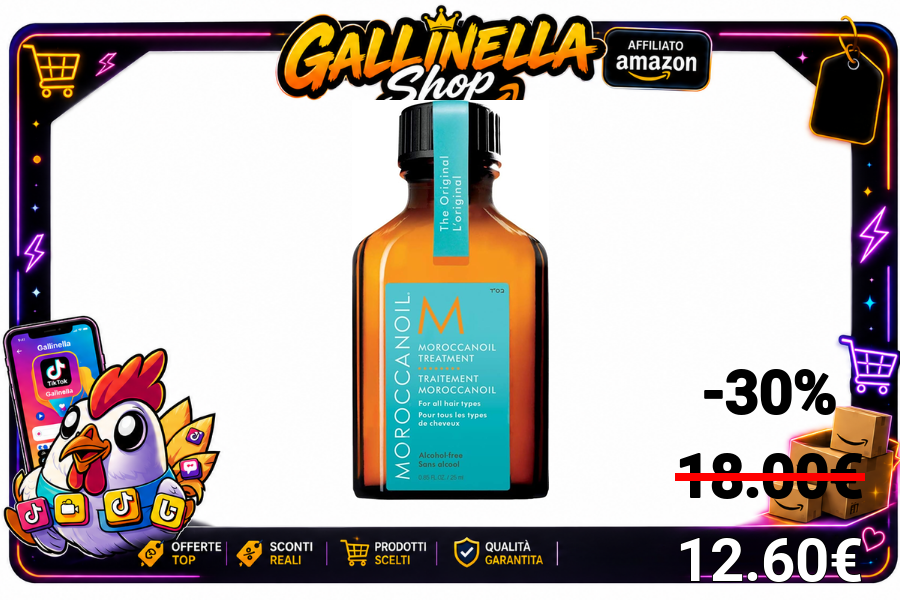 GALLINELLA
Shop
AFFILIATO
amazon
The Original
L'original
MOROCCANOIL.
בס"ד
M
MOROCCANOIL
TREATMENT
TRAITEMENT
MOROCCANOIL
For all hair types
Pour tous les types
de cheveux
Alcohol-free
Sans alcool
Gallinella
TikTok
Gallinella
-30%
18.00€
12.60€
OFFERTE
TOP
SCONTI
REALI
PRODOTTI
SCELTI
QUALITÀ
GARANTITA